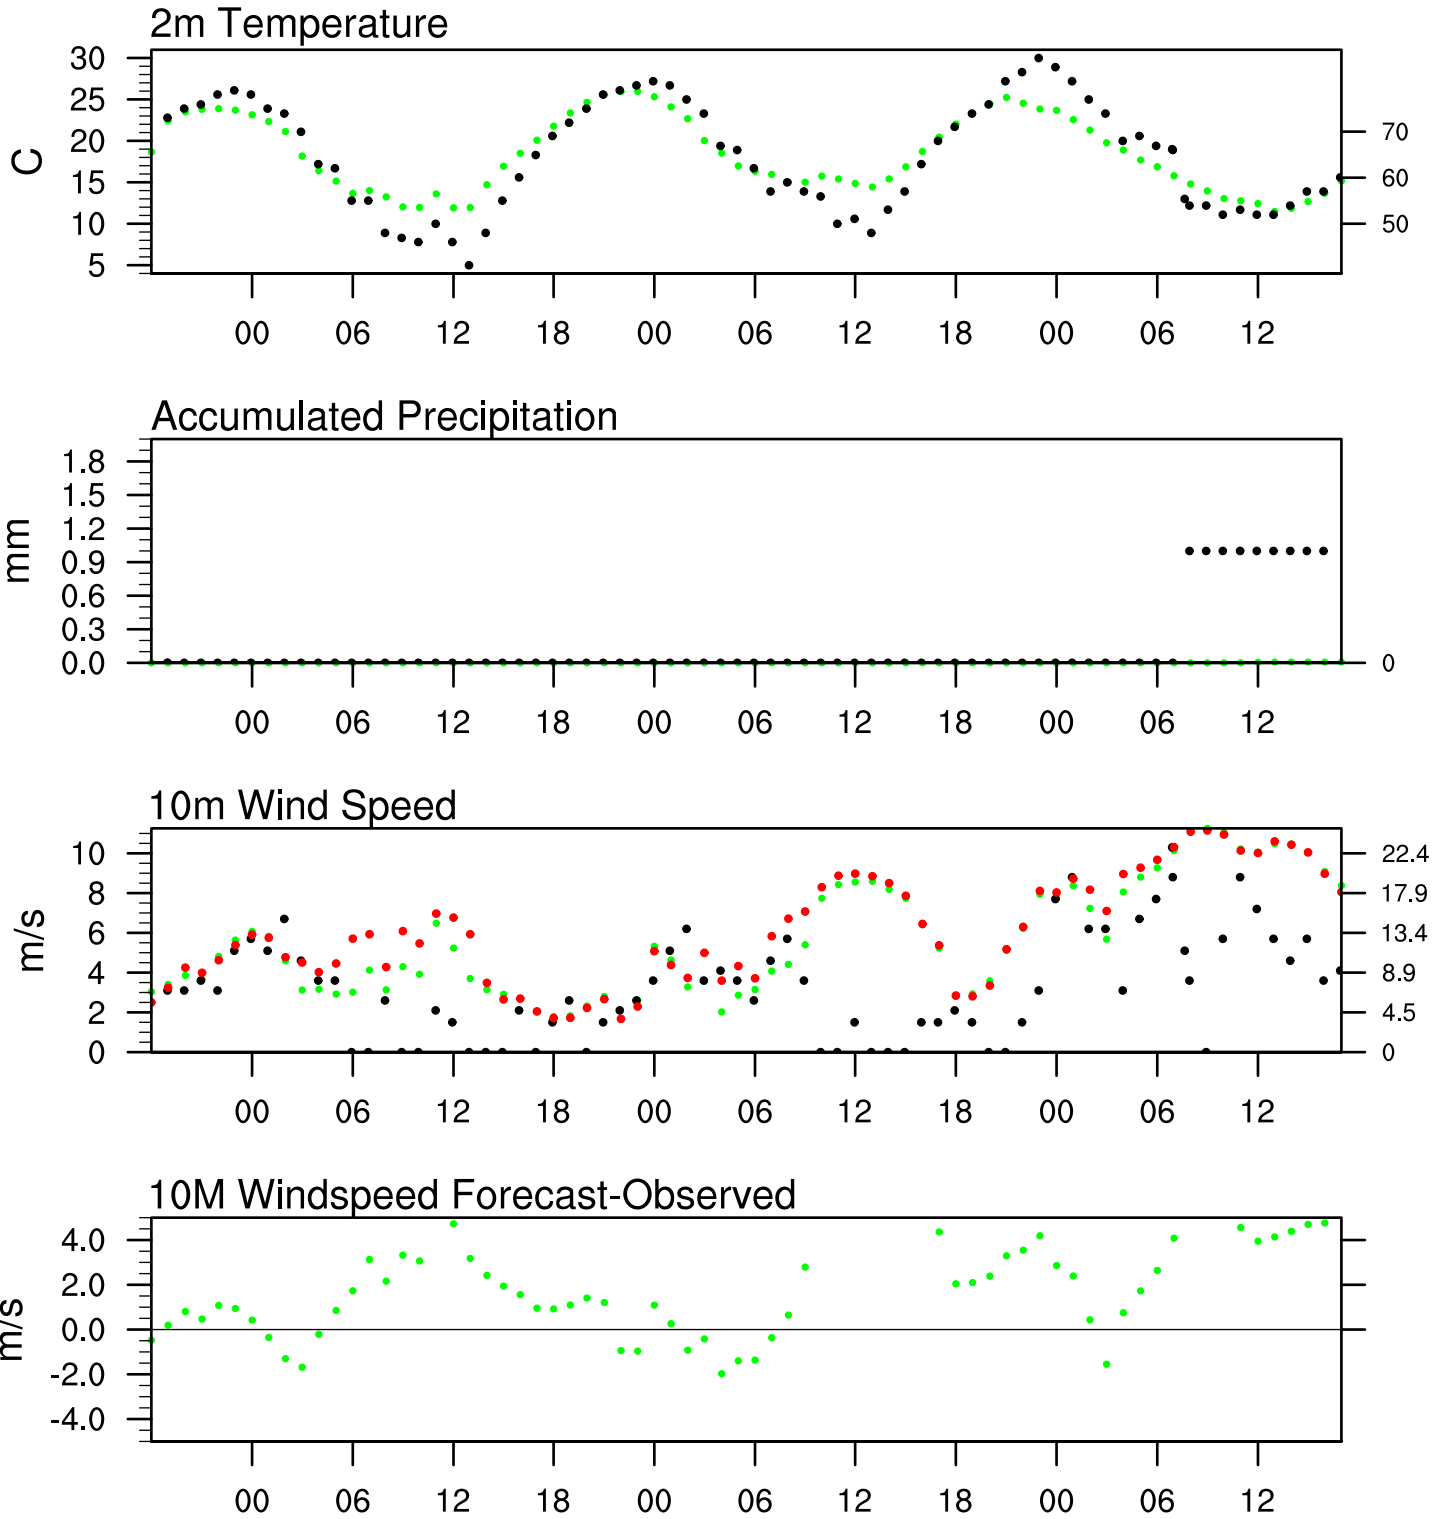 2m Temperature
30
25
20
15
10
5
C
70
60
50
00 06 12 18 00 06 12 18 00 06 12
Accumulated Precipitation
1.8
1.5
1.2
0.9
0.6
0.3
0.0
mm
0
00 06 12 18 00 06 12 18 00 06 12
10m Wind Speed
10
8
6
4
2
0
m/s
22.4
17.9
13.4
8.9
4.5
0
00 06 12 18 00 06 12 18 00 06 12
10M Windspeed Forecast-Observed
4.0
2.0
0.0
-2.0
-4.0
m/s
00 06 12 18 00 06 12 18 00 06 12